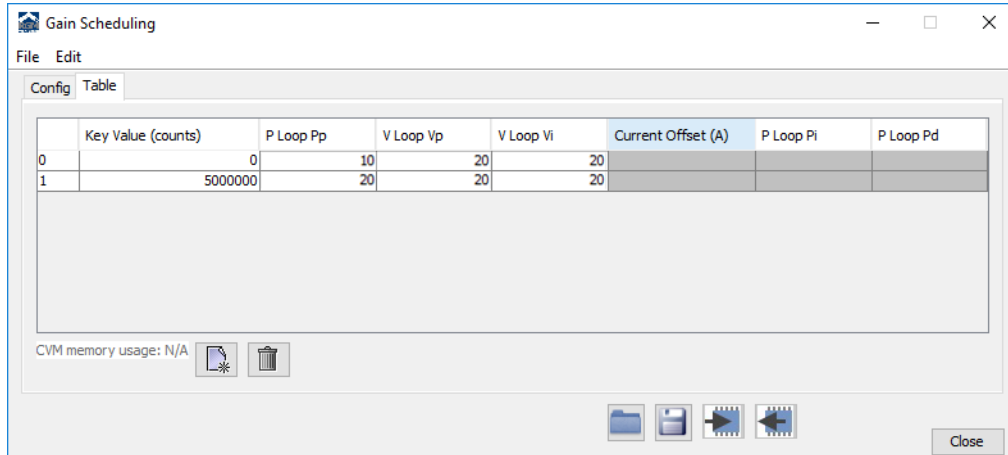 Gain Scheduling
File Edit
Config Table
Key Value (counts) P Loop Pp V Loop Vp V Loop Vi Current Offset (A) P Loop Pi P Loop Pd
0 0 10 20 20
1 5000000 20 20 20
CVM memory usage: N/A
Close